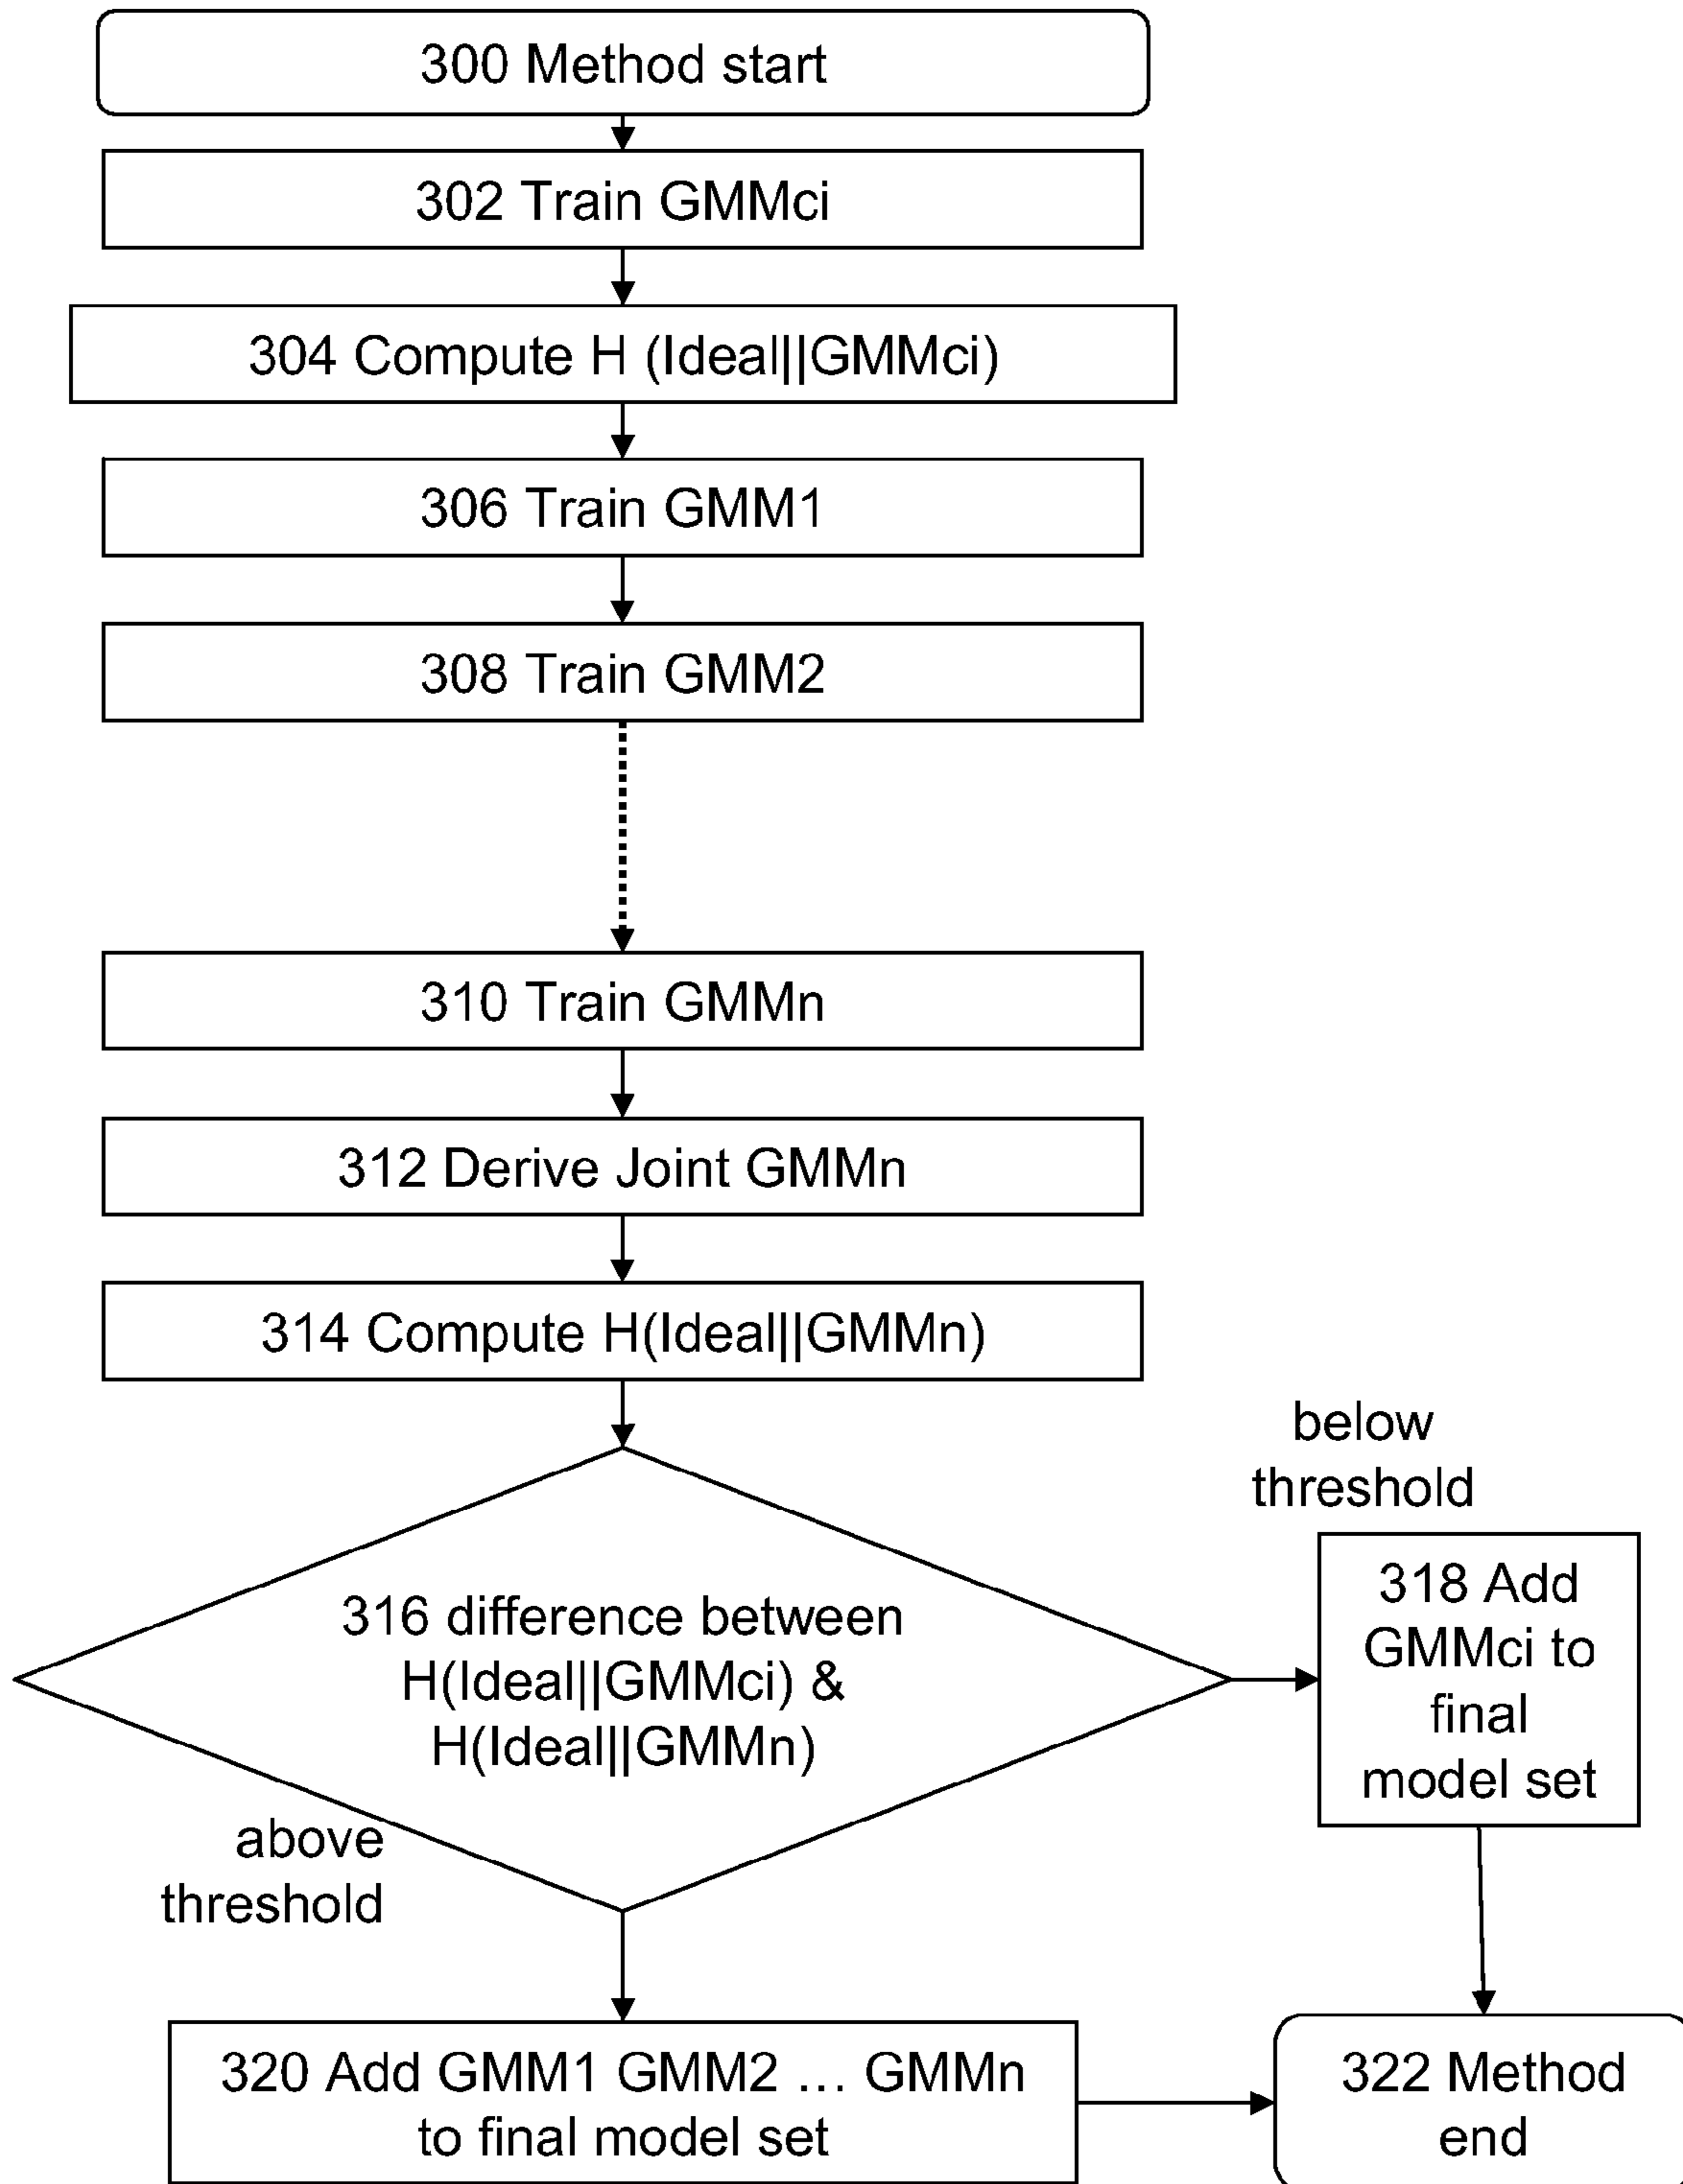 300 Method start
302 Train GMMci
304 Compute H (Ideal||GMMci)
306 Train GMM1
308 Train GMM2
310 Train GMMn
312 Derive Joint GMMn
314 Compute H(Ideal||GMMn)
316 difference between
H(Ideal||GMMci) &
H(Ideal||GMMn)
below
threshold
318 Add
GMMci to
final
model set
above
threshold
320 Add GMM1 GMM2 ... GMMn
to final model set
322 Method
end